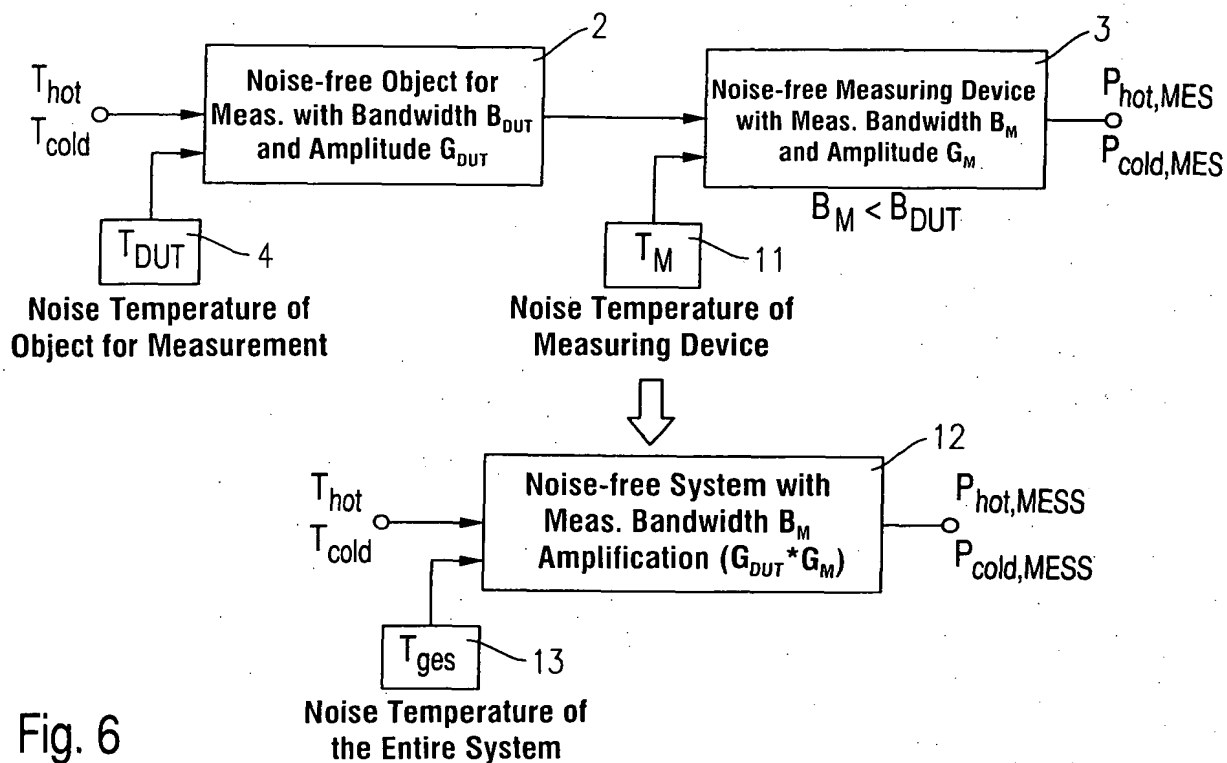 2
T_hot
T_cold
Noise-free Object for
Meas. with Bandwidth B_DUT
and Amplitude G_DUT
3
Noise-free Measuring Device
with Meas. Bandwidth B_M
and Amplitude G_M
P_hot,MES
P_cold,MES
B_M < B_DUT
T_DUT
4
Noise Temperature of
Object for Measurement
T_M
11
Noise Temperature of
Measuring Device
12
T_hot
T_cold
Noise-free System with
Meas. Bandwidth B_M
Amplification (G_DUT*G_M)
P_hot,MESS
P_cold,MESS
T_ges
13
Noise Temperature of
the Entire System
Fig. 6